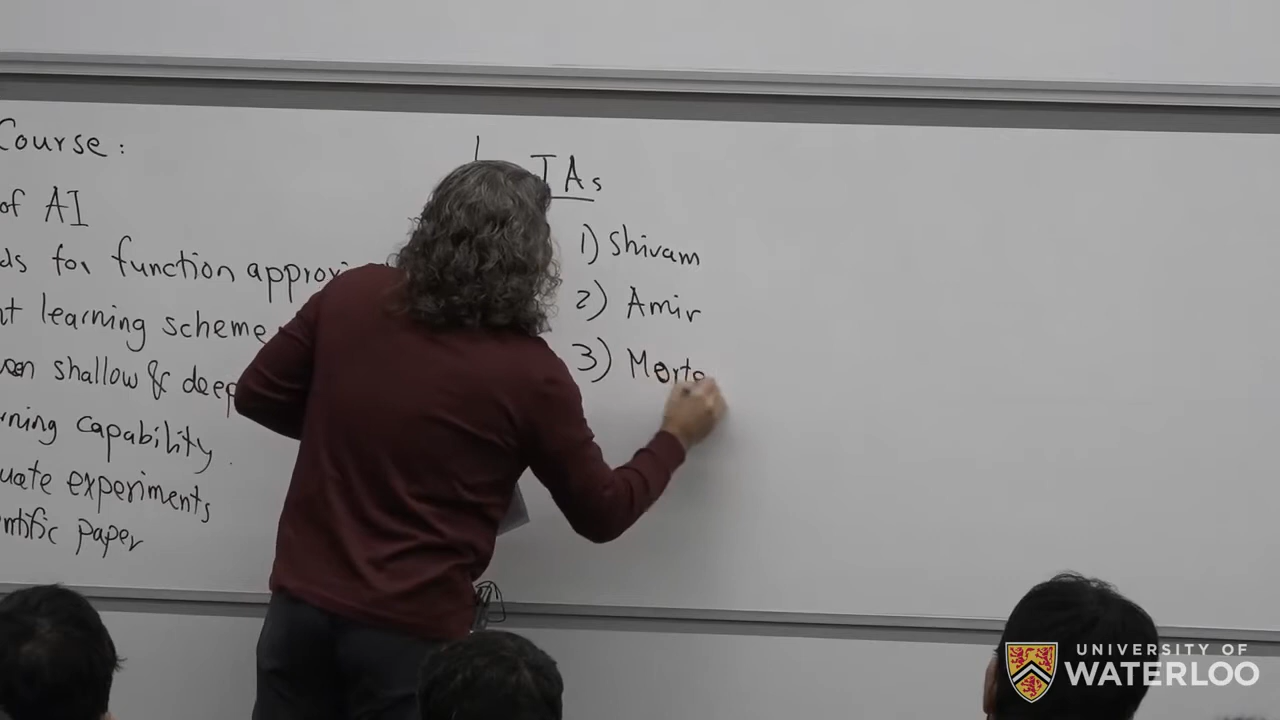 Course:
of AI
ds for function approxi
nt learning scheme
shallow & deep
rning capability.
uate experiments
ntific paper
TAs
1) Shivam
2) Amir
3) Morte
UNIVERSITY OF
WATERLOO